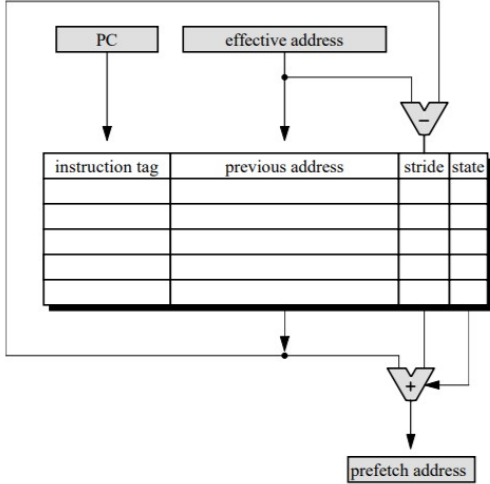 PC
effective address
−
instruction tag
previous address
stride
state
+
prefetch address